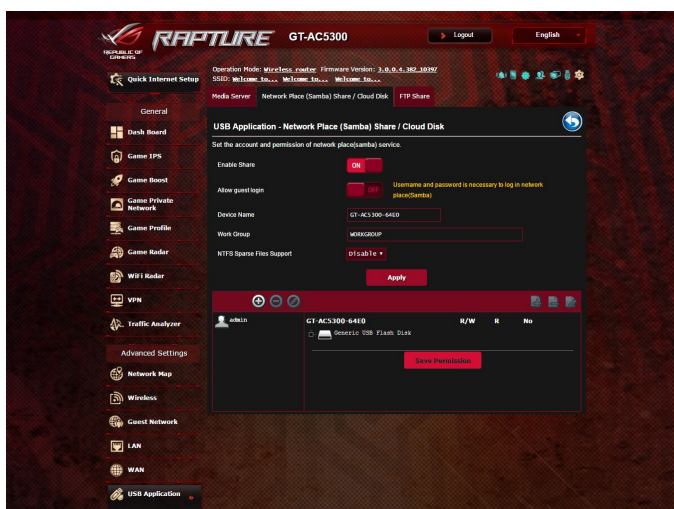 REPUBLIC OF
GAMERS
RAPTURE
GT-AC5300
Logout
English
Quick Internet Setup
Operation Mode: Wireless router Firmware Version: 3.0.0.4.382_10397
SSID: Welcome to... Welcome to... Welcome to...
Media Server
Network Place (Samba) Share / Cloud Disk
FTP Share
General
Dash Board
Game IPS
Game Boost
Game Private
Network
Game Profile
Game Radar
WiFi Radar
VPN
Traffic Analyzer
Advanced Settings
Network Map
Wireless
Guest Network
LAN
WAN
USB Application
USB Application - Network Place (Samba) Share / Cloud Disk
Set the account and permission of network place(samba) service.
Enable Share
ON
Allow guest login
OFF
Username and password is necessary to log in network
place(Samba)
Device Name
GT-AC5300-64E0
Work Group
WORKGROUP
NTFS Sparse Files Support
Disable
Apply
admin
GT-AC5300-64E0
R/W
R
No
Generic USB Flash Disk
Save Permission